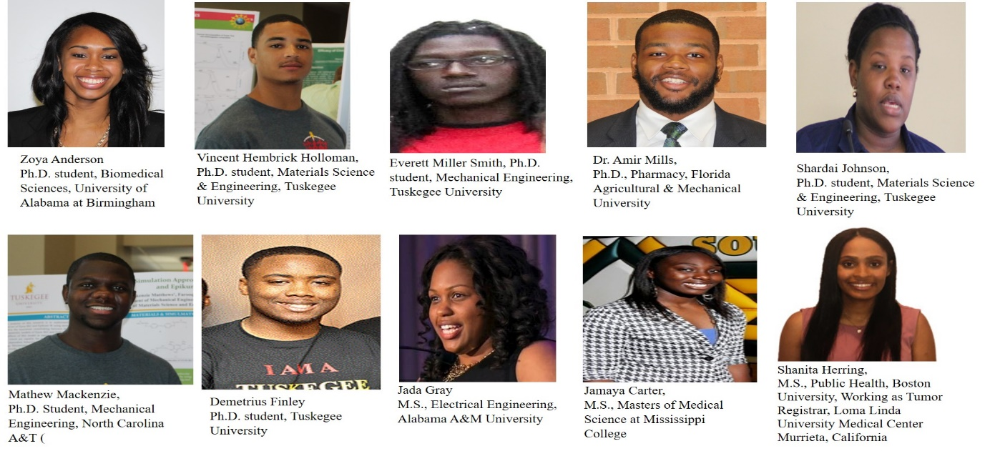 Zoya Anderson
Ph.D. student, Biomedical
Sciences, University of
Alabama at Birmingham
Vincent Hembrick Holloman,
Ph.D. student, Materials Science
& Engineering, Tuskegee
University
Everett Miller Smith, Ph.D.
student, Mechanical Engineering,
Tuskegee University
Dr. Amir Mills,
Ph.D., Pharmacy, Florida
Agricultural & Mechanical
University
Shardai Johnson,
Ph.D. student, Materials Science
& Engineering, Tuskegee
University
TUSKEGEE
UNIVERSITY
Simulation
and
ABSTRACT
MATERIALS &
I AM A
TUSKEGEE
SO
Mathew Mackenzie,
Ph.D. Student, Mechanical
Engineering, North Carolina
A&T (
Demetrius Finley
Ph.D. student, Tuskegee
University
Jada Gray
M.S., Electrical Engineering,
Alabama A&M University
Jamaya Carter,
M.S., Masters of Medical
Science at Mississippi
College
Shanita Herring,
M.S., Public Health, Boston
University, Working as Tumor
Registrar, Loma Linda
University Medical Center
Murrieta, California